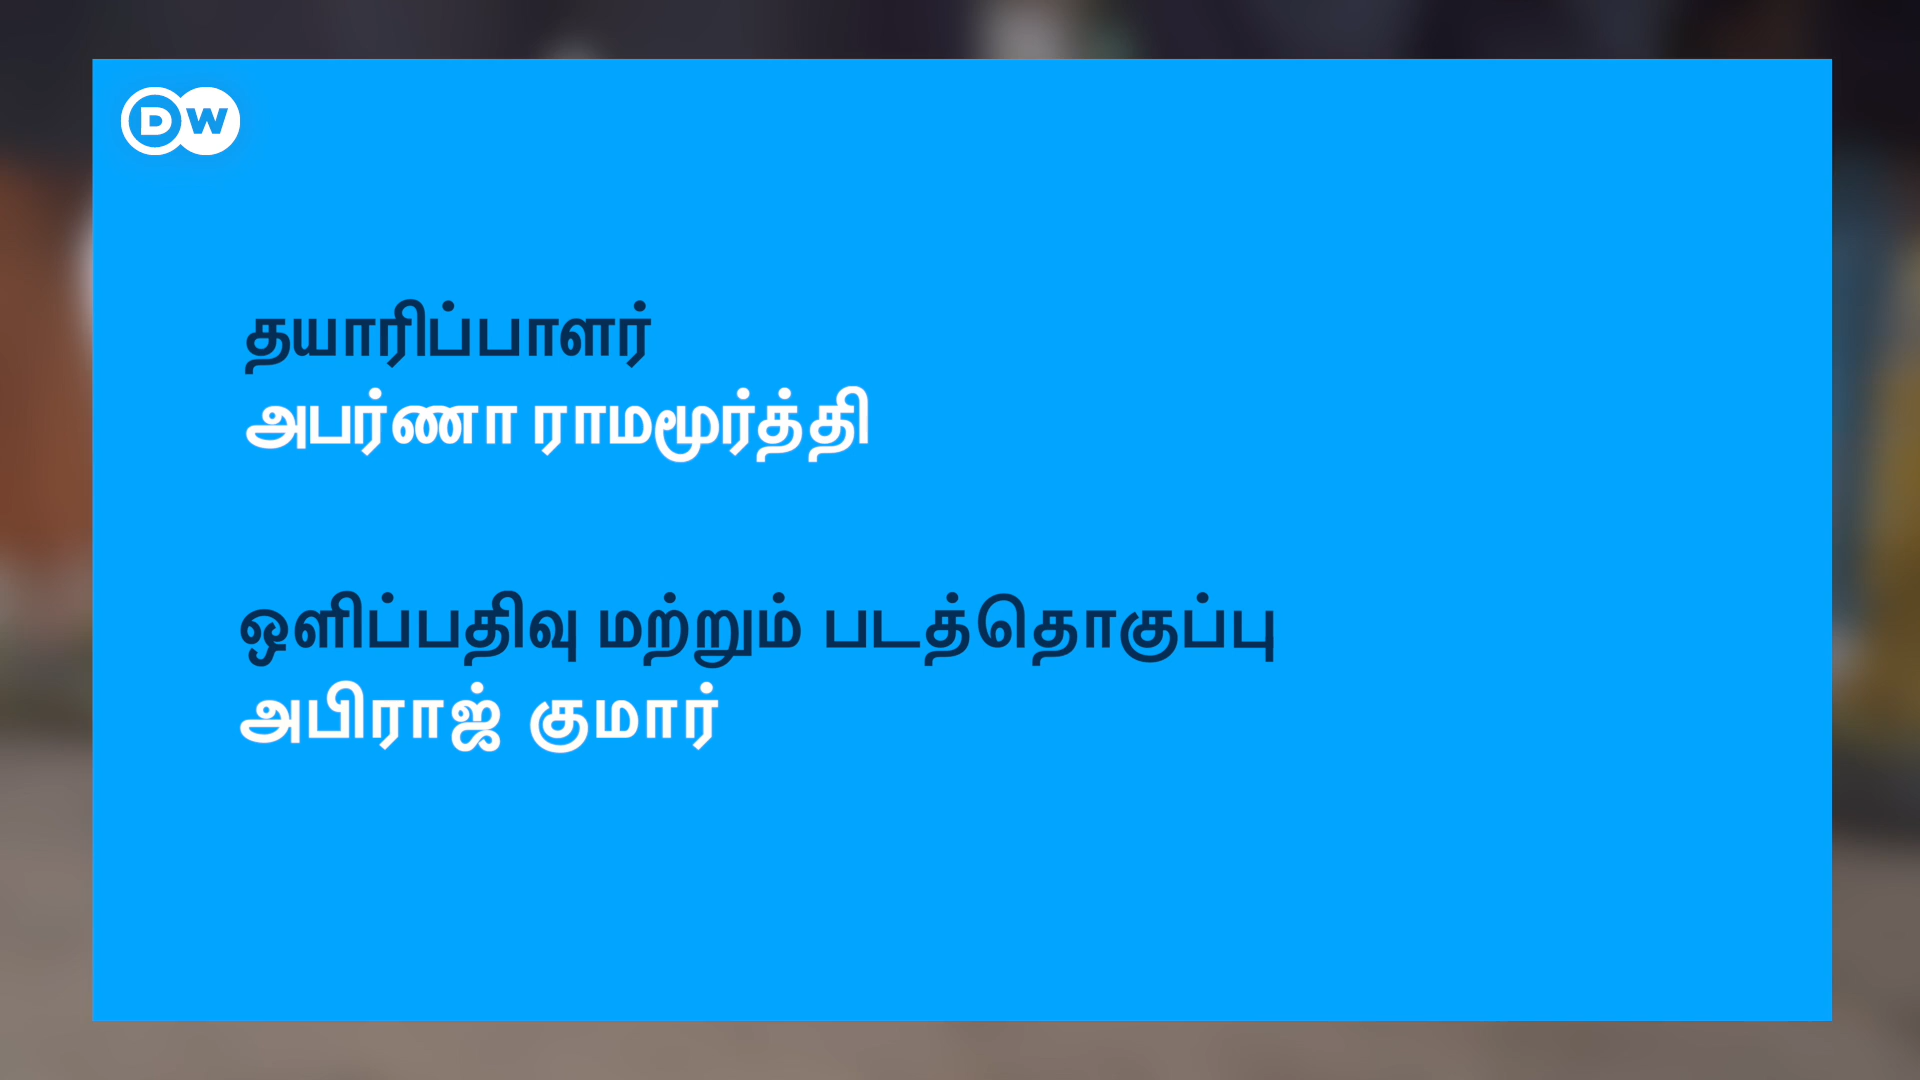 DW
தயாரிப்பாளர்
அபர்ணா ராமமூர்த்தி
ஒளிப்பதிவு மற்றும் படத்தொகுப்பு
அபிராஜ் குமார்